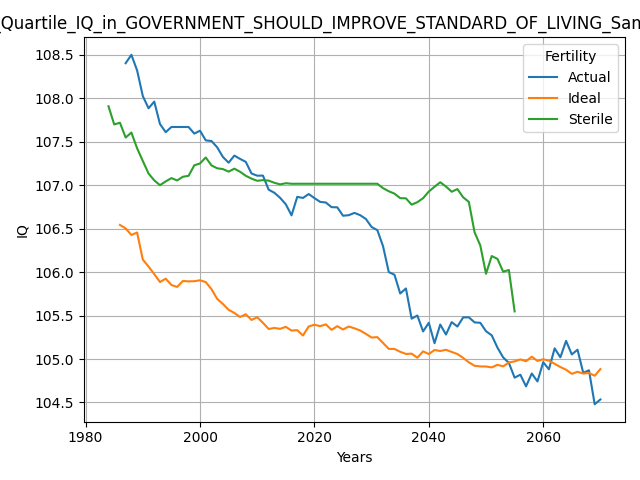 _Quartile_IQ_in_GOVERNMENT_SHOULD_IMPROVE_STANDARD_OF_LIVING_San
108.5
108.0
107.5
107.0
106.5
106.0
105.5
105.0
104.5
IQ
1980
2000
2020
2040
2060
Years
Fertility
Actual
Ideal
Sterile